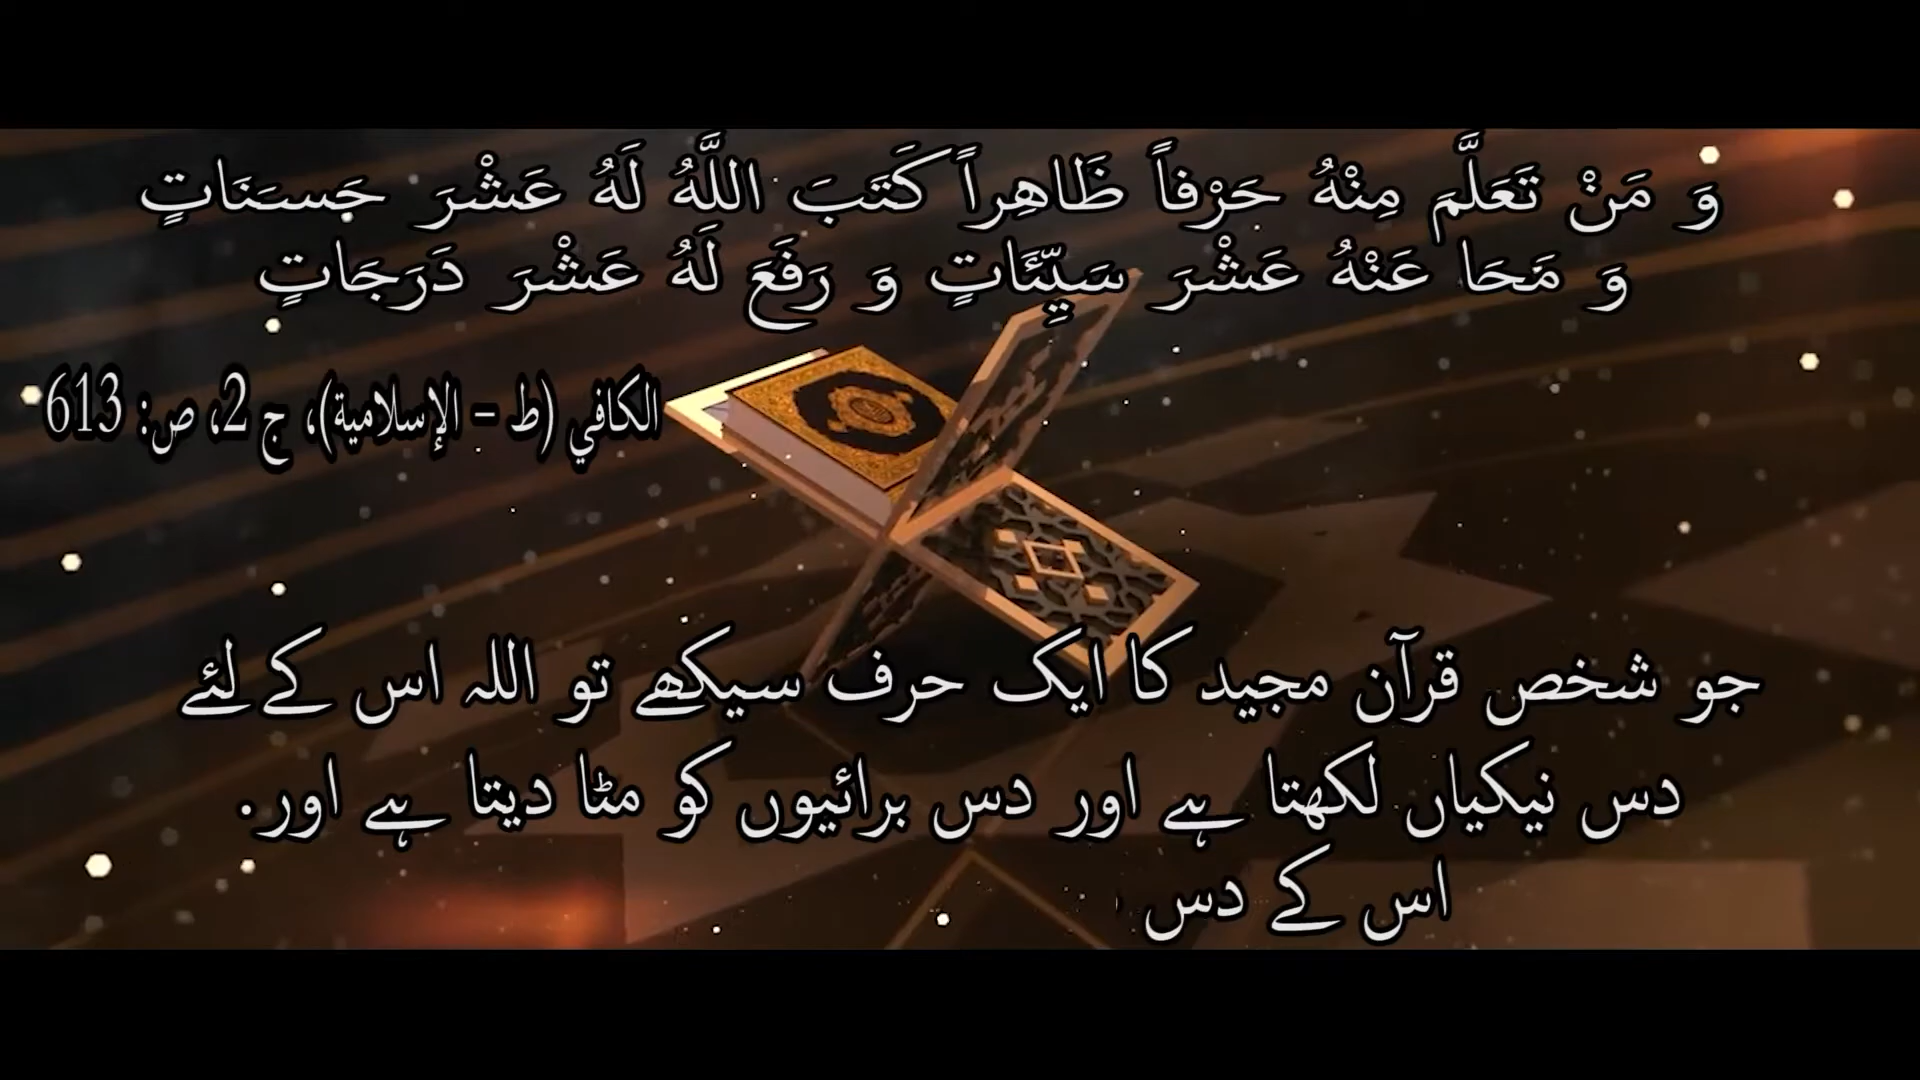 وَ مَنْ تَعَلَّمَ مِنْهُ حَرْفاً ظَاهِراً كَتَبَ اللَّهُ لَهُ عَشْرَ حَسَنَاتٍ
وَ مَحَا عَنْهُ عَشْرَ سَيِّئَاتٍ وَ رَفَعَ لَهُ عَشْرَ دَرَجَاتٍ
الكافي (ط - الإسلامية)، ج 2، ص: 613
جو شخص قرآن مجید کا ایک حرف سیکھے تو اللہ اس کے لئے
دس نیکیاں لکھتا ہے اور دس برائیوں کو مٹا دیتا ہے اور.
اس کے دس